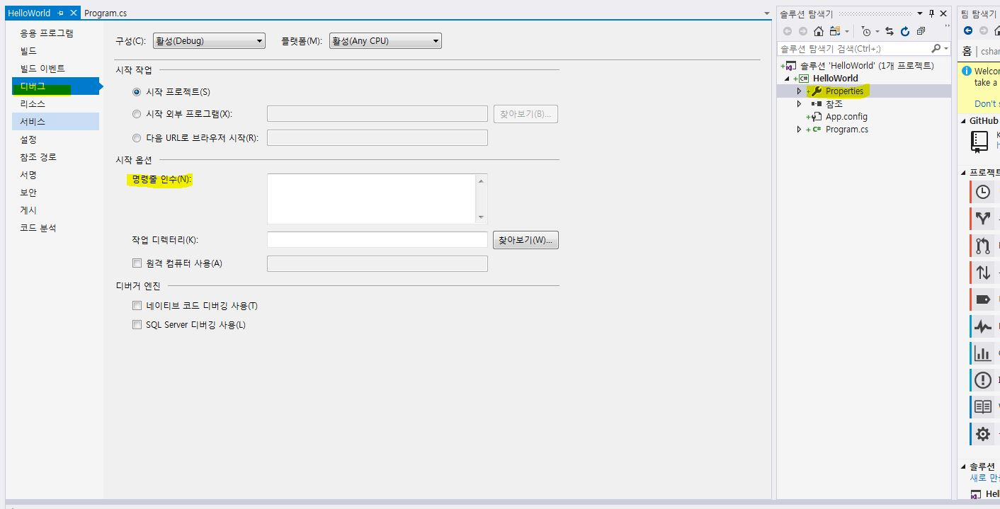 HelloWorld
Program.cs
응용 프로그램
빌드
빌드 이벤트
디버그
리소스
서비스
설정
참조 경로
서명
보안
게시
코드 분석
구성(C): 활성(Debug) 플랫폼(M): 활성(Any CPU)
시작 작업
시작 프로젝트(S)
시작 외부 프로그램(X): 찾아보기(B)...
다음 URL로 브라우저 시작(R):
시작 옵션
명령줄 인수(N):
작업 디렉터리(K): 찾아보기(W)...
원격 컴퓨터 사용(A)
디버거 엔진
네이티브 코드 디버깅 사용(T)
SQL Server 디버깅 사용(L)
솔루션 탐색기
솔루션 탐색기 검색(Ctrl+;)
솔루션 'HelloWorld' (1개 프로젝트)
HelloWorld
Properties
참조
App.config
Program.cs
팀 탐색기
홈 | cshar
Welcon
take a
Don't s
GitHub
프로젝트
솔루션
새로 만들
Hel